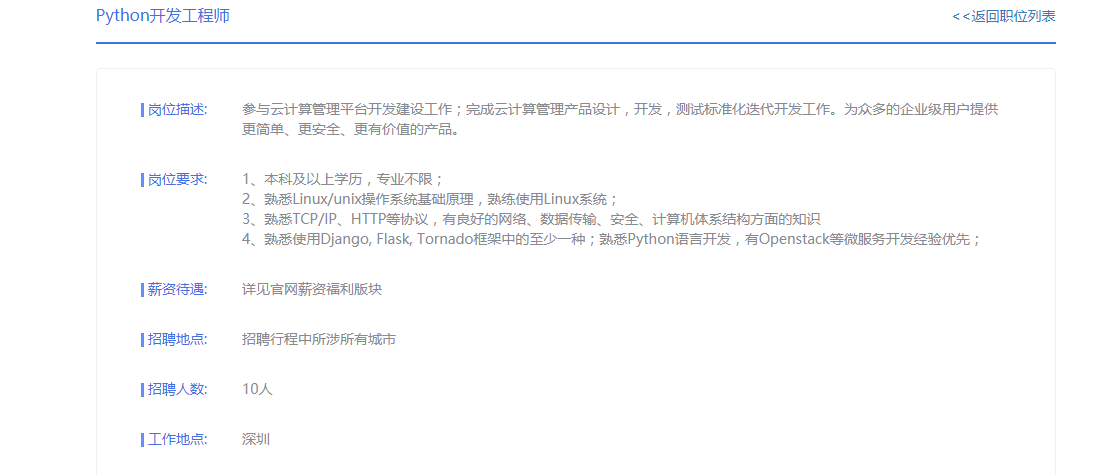 Python开发工程师
<<返回职位列表
岗位描述:
参与云计算管理平台开发建设工作；完成云计算管理产品设计，开发，测试标准化迭代开发工作。为众多的企业级用户提供
更简单、更安全、更有价值的产品。
岗位要求:
1、本科及以上学历，专业不限；
2、熟悉Linux/unix操作系统基础原理，熟练使用Linux系统；
3、熟悉TCP/IP、HTTP等协议，有良好的网络、数据传输、安全、计算机体系结构方面的知识
4、熟悉使用Django, Flask, Tornado框架中的至少一种；熟悉Python语言开发，有Openstack等微服务开发经验优先；
薪资待遇:
详见官网薪资福利版块
招聘地点:
招聘行程中所涉所有城市
招聘人数:
10人
工作地点:
深圳